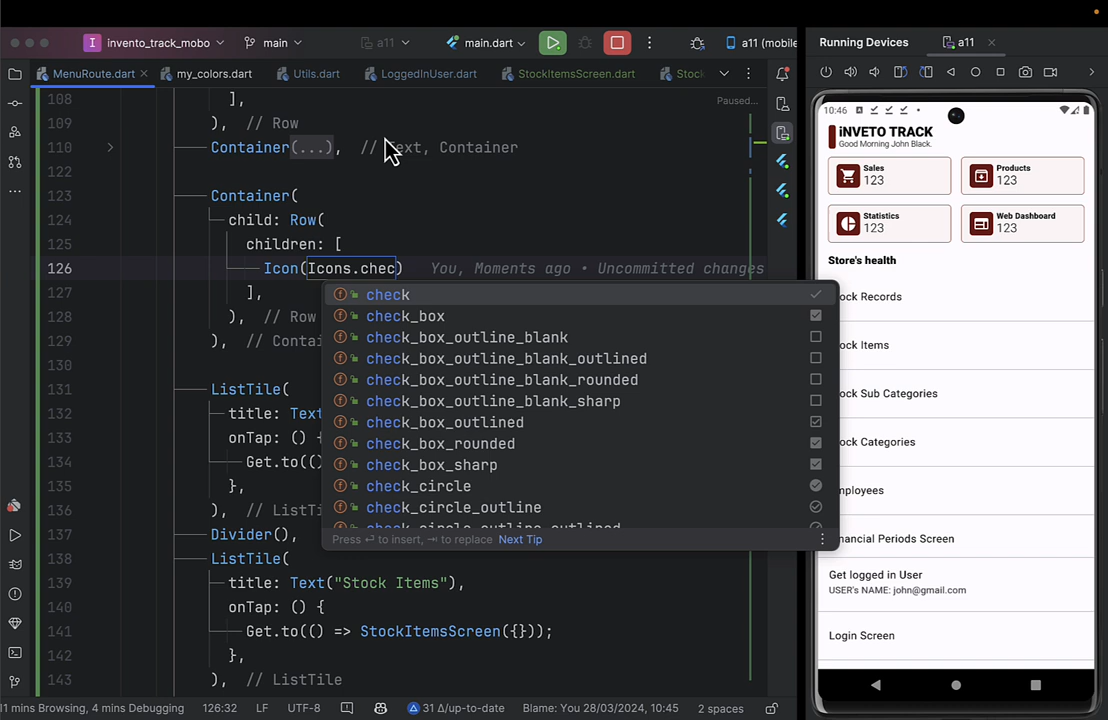 invento_track_mobo
main
a11
main.dart
a11 (mobile
Running Devices
a11
MenuRoute.dart
my_colors.dart
Utils.dart
LoggedInUser.dart
StockItemsScreen.dart
Stock
Paused...
108 ],
109 ), // Row
110 Container(...), // Text, Container
122
123 Container(
124 child: Row(
125 children: [
126 Icon(Icons.chec) You, Moments ago • Uncommitted changes
127 ],
128 ), // Row
129 ), // Contai
130
131 ListTile(
132 title: Text
133 onTap: () {
134 Get.to(()
135 },
136 ), // ListTi
137 Divider(),
138 ListTile(
139 title: Text("Stock Items"),
140 onTap: () {
141 Get.to(() => StockItemsScreen({}));
142 },
143 ), // ListTile
check
check_box
check_box_outline_blank
check_box_outline_blank_outlined
check_box_outline_blank_rounded
check_box_outline_blank_sharp
check_box_outlined
check_box_rounded
check_box_sharp
check_circle
check_circle_outline
check_circle_outline_outlined
Press ⏎ to insert, ⇥ to replace Next Tip
10:46
iNVETO TRACK
Good Morning John Black.
Sales
123
Products
123
Statistics
123
Web Dashboard
123
Store's health
ock Records
ock Items
ock Sub Categories
ock Categories
mployees
nancial Periods Screen
Get logged in User
USER's NAME: john@gmail.com
Login Screen
1 mins Browsing, 4 mins Debugging
126:32
LF
UTF-8
31 Δ/up-to-date
Blame: You 28/03/2024, 10:45
2 spaces